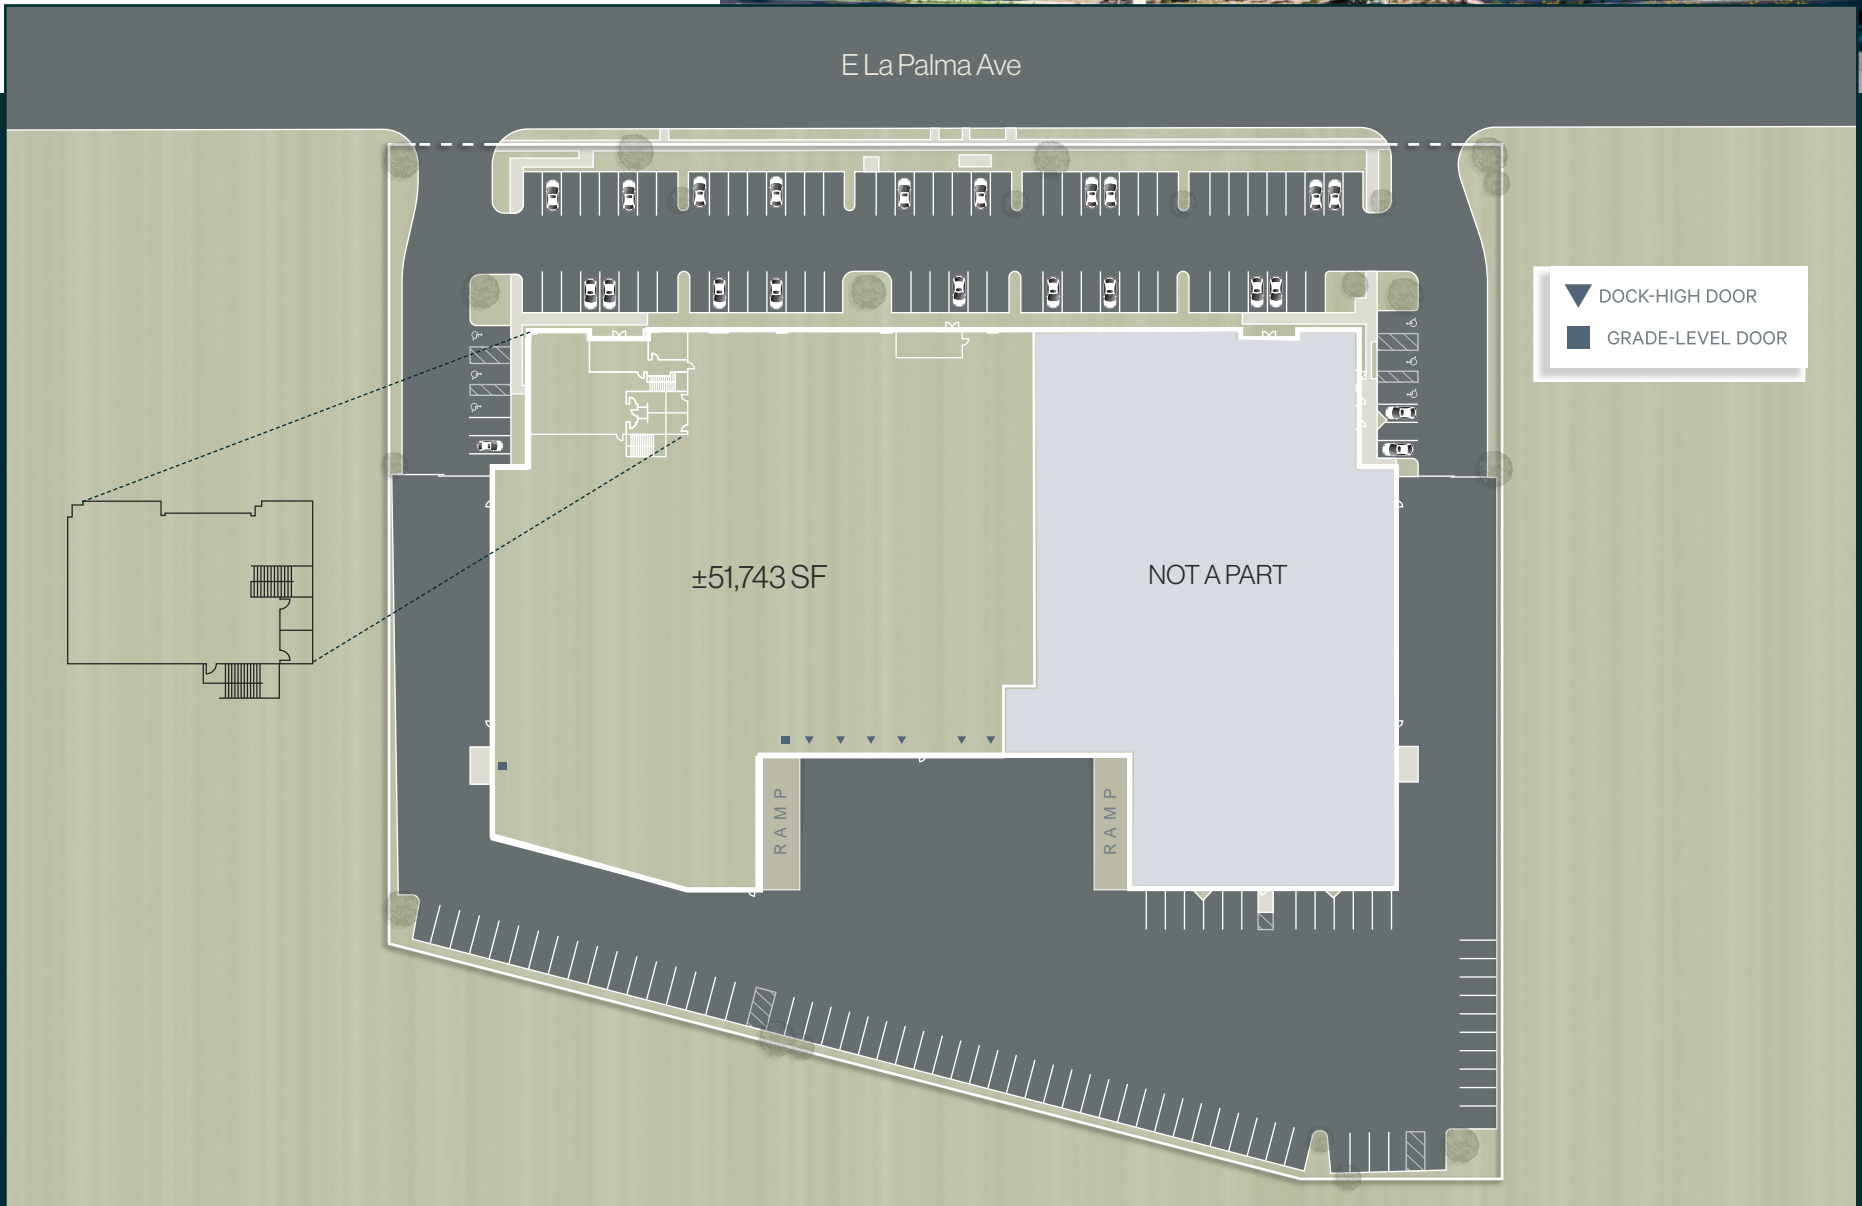 E La Palma Ave
DOCK-HIGH DOOR
GRADE-LEVEL DOOR
±51,743 SF
NOT A PART
RAMP
RAMP